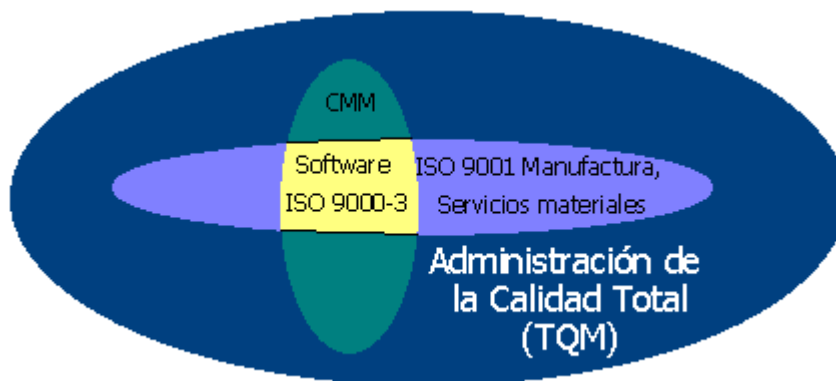 CMM
Software
ISO 9000-3
ISO 9001 Manufactura,
Servicios materiales
Administración de
la Calidad Total
(TQM)